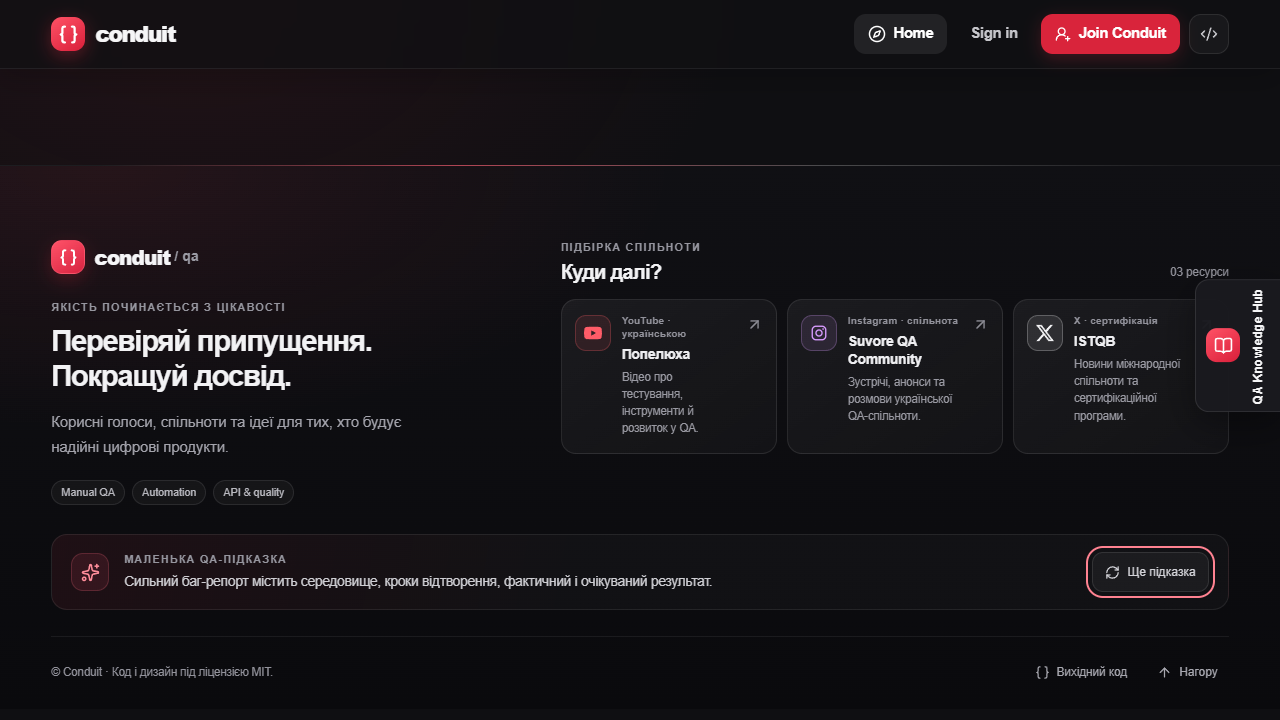 conduit
Home
Sign in
Join Conduit
conduit / qa
ЯКІСТЬ ПОЧИНАЄТЬСЯ З ЦІКАВОСТІ
Перевіряй припущення.
Покращуй досвід.
Корисні голоси, спільноти та ідеї для тих, хто будує
надійні цифрові продукти.
Manual QA
Automation
API & quality
ПІДБІРКА СПІЛЬНОТИ
Куди далі?
03 ресурси
YouTube ·
українською
Попелюха
Відео про
тестування,
інструменти й
розвиток у QA.
Instagram · спільнота
Suvore QA
Community
Зустрічі, анонси та
розмови української
QA-спільноти.
X · сертифікація
ISTQB
Новини міжнародної
спільноти та
сертифікаційної
програми.
QA Knowledge Hub
МАЛЕНЬКА QA-ПІДКАЗКА
Сильний баг-репорт містить середовище, кроки відтворення, фактичний і очікуваний результат.
Ще підказка
© Conduit · Код і дизайн під ліцензією MIT.
Вихідний код
Нагору